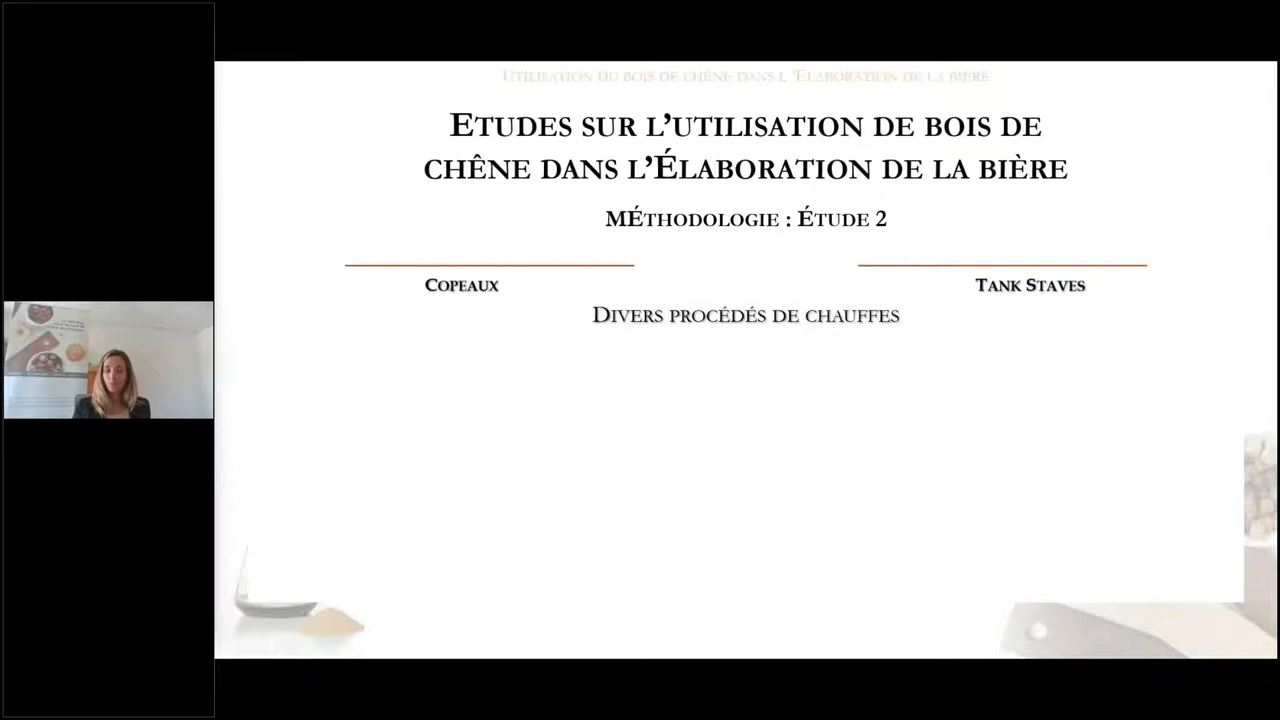 Utilisation du bois de chêne dans l'Élaboration de la bière
Etudes sur l'utilisation de bois de
chêne dans l'Élaboration de la bière
MÉthodologie : Étude 2
Copeaux
Tank Staves
Divers procédés de chauffes